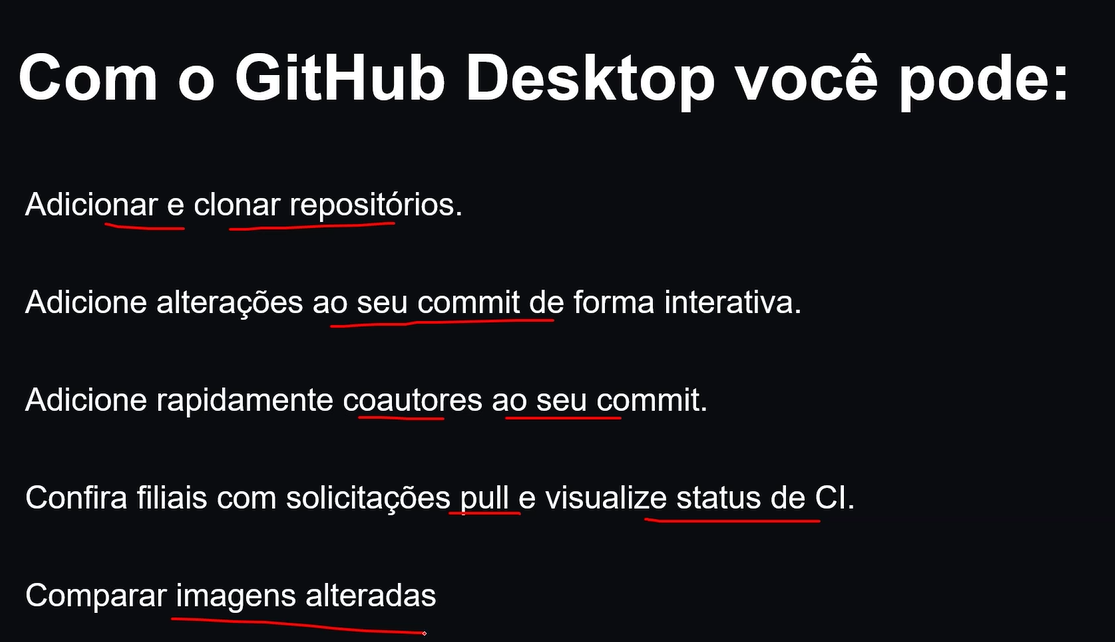 Com o GitHub Desktop você pode:
Adicionar e clonar repositórios.
Adicione alterações ao seu commit de forma interativa.
Adicione rapidamente coautores ao seu commit.
Confira filiais com solicitações pull e visualize status de CI.
Comparar imagens alteradas